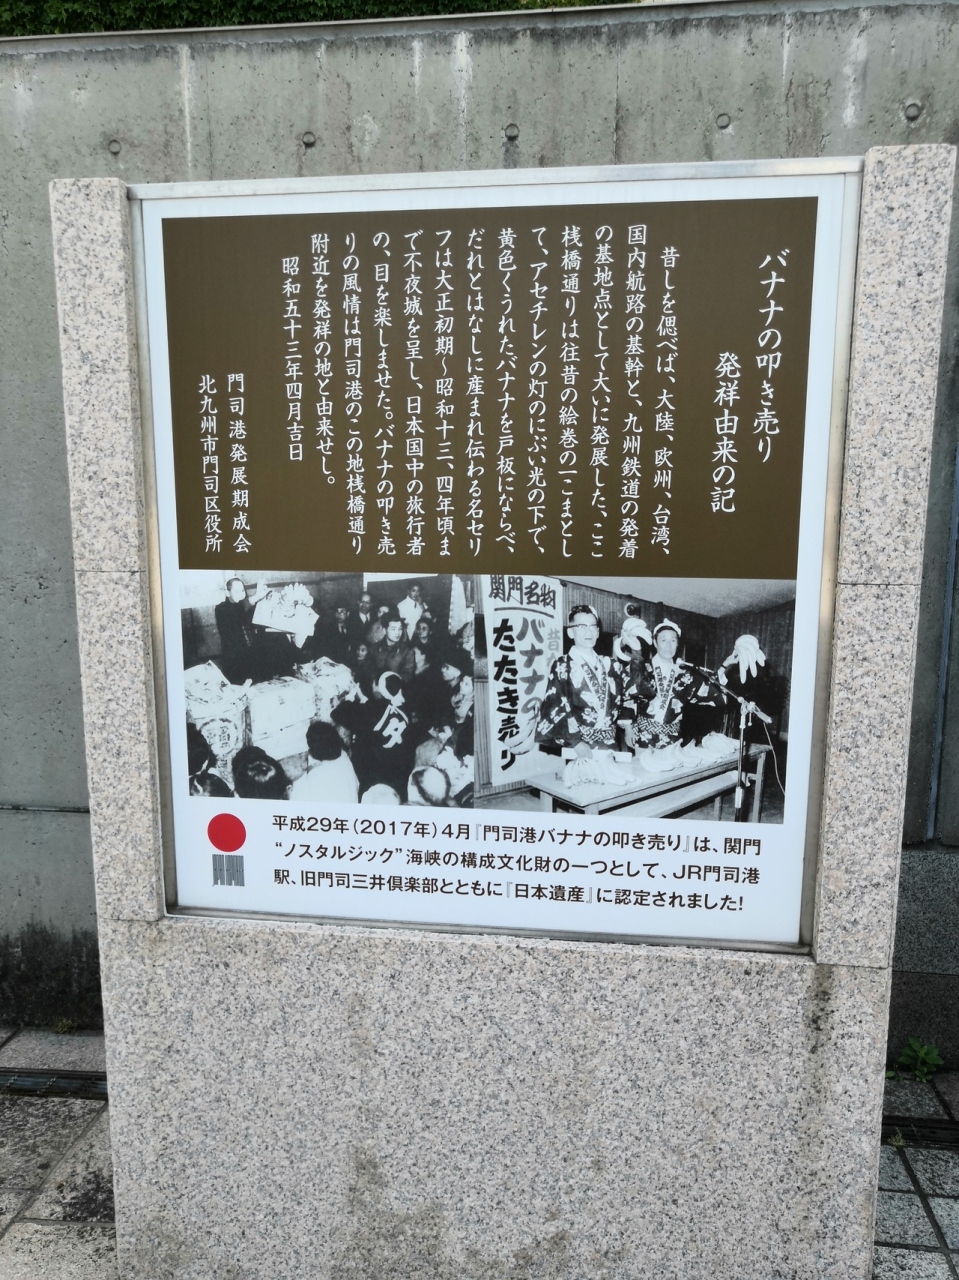 バナナの叩き売り
発祥由来の記
昔しを偲べば、大陸、欧州、台湾、
国内航路の基幹と、九州鉄道の発着
の基地点として大いに発展した、ここ
桟橋通りは往昔の絵巻の一こまとし
て、アセチレンの灯のにぶい光の下で、
黄色くうれたバナナを戸板にならべ、
だれとはなしに産まれ伝わる名セリ
フは大正初期〜昭和十三、四年頃ま
で不夜城を呈し、日本国中の旅行者
の、目を楽しませた。バナナの叩き売
りの風情は門司港のこの地桟橋通り
附近を発祥の地と由来せし。
昭和五十三年四月吉日
門司港発展期成会
北九州市門司区役所
関門名物
昔
バナナの
たたき売り
平成29年(2017年)4月『門司港バナナの叩き売り』は、関門
“ノスタルジック”海峡の構成文化財の一つとして、JR門司港
駅、旧門司三井倶楽部とともに『日本遺産』に認定されました!